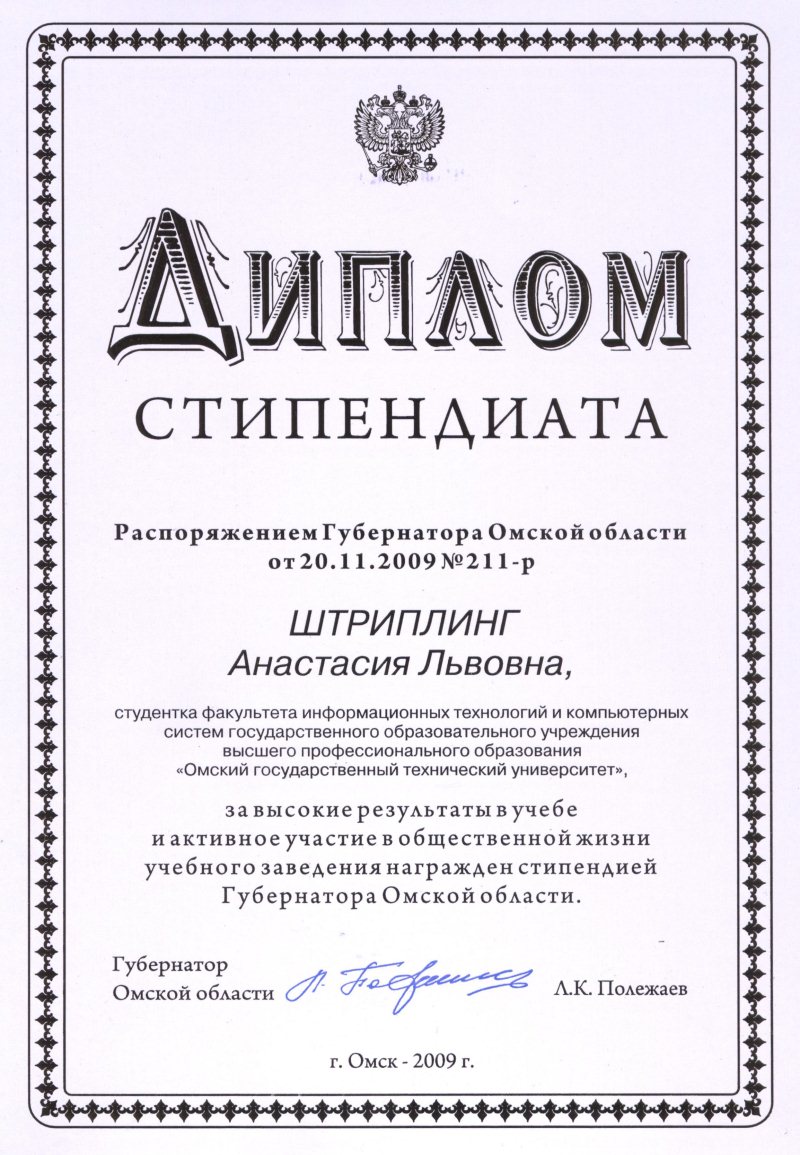 Диплом
СТИПЕНДИАТА
Распоряжением Губернатора Омской области
от 20.11.2009 №211-р
ШТРИПЛИНГ
Анастасия Львовна,
студентка факультета информационных технологий и компьютерных
систем государственного образовательного учреждения
высшего профессионального образования
«Омский государственный технический университет»,
за высокие результаты в учебе
и активное участие в общественной жизни
учебного заведения награжден стипендией
Губернатора Омской области.
Губернатор
Омской области
Л.К. Полежаев
г. Омск - 2009 г.